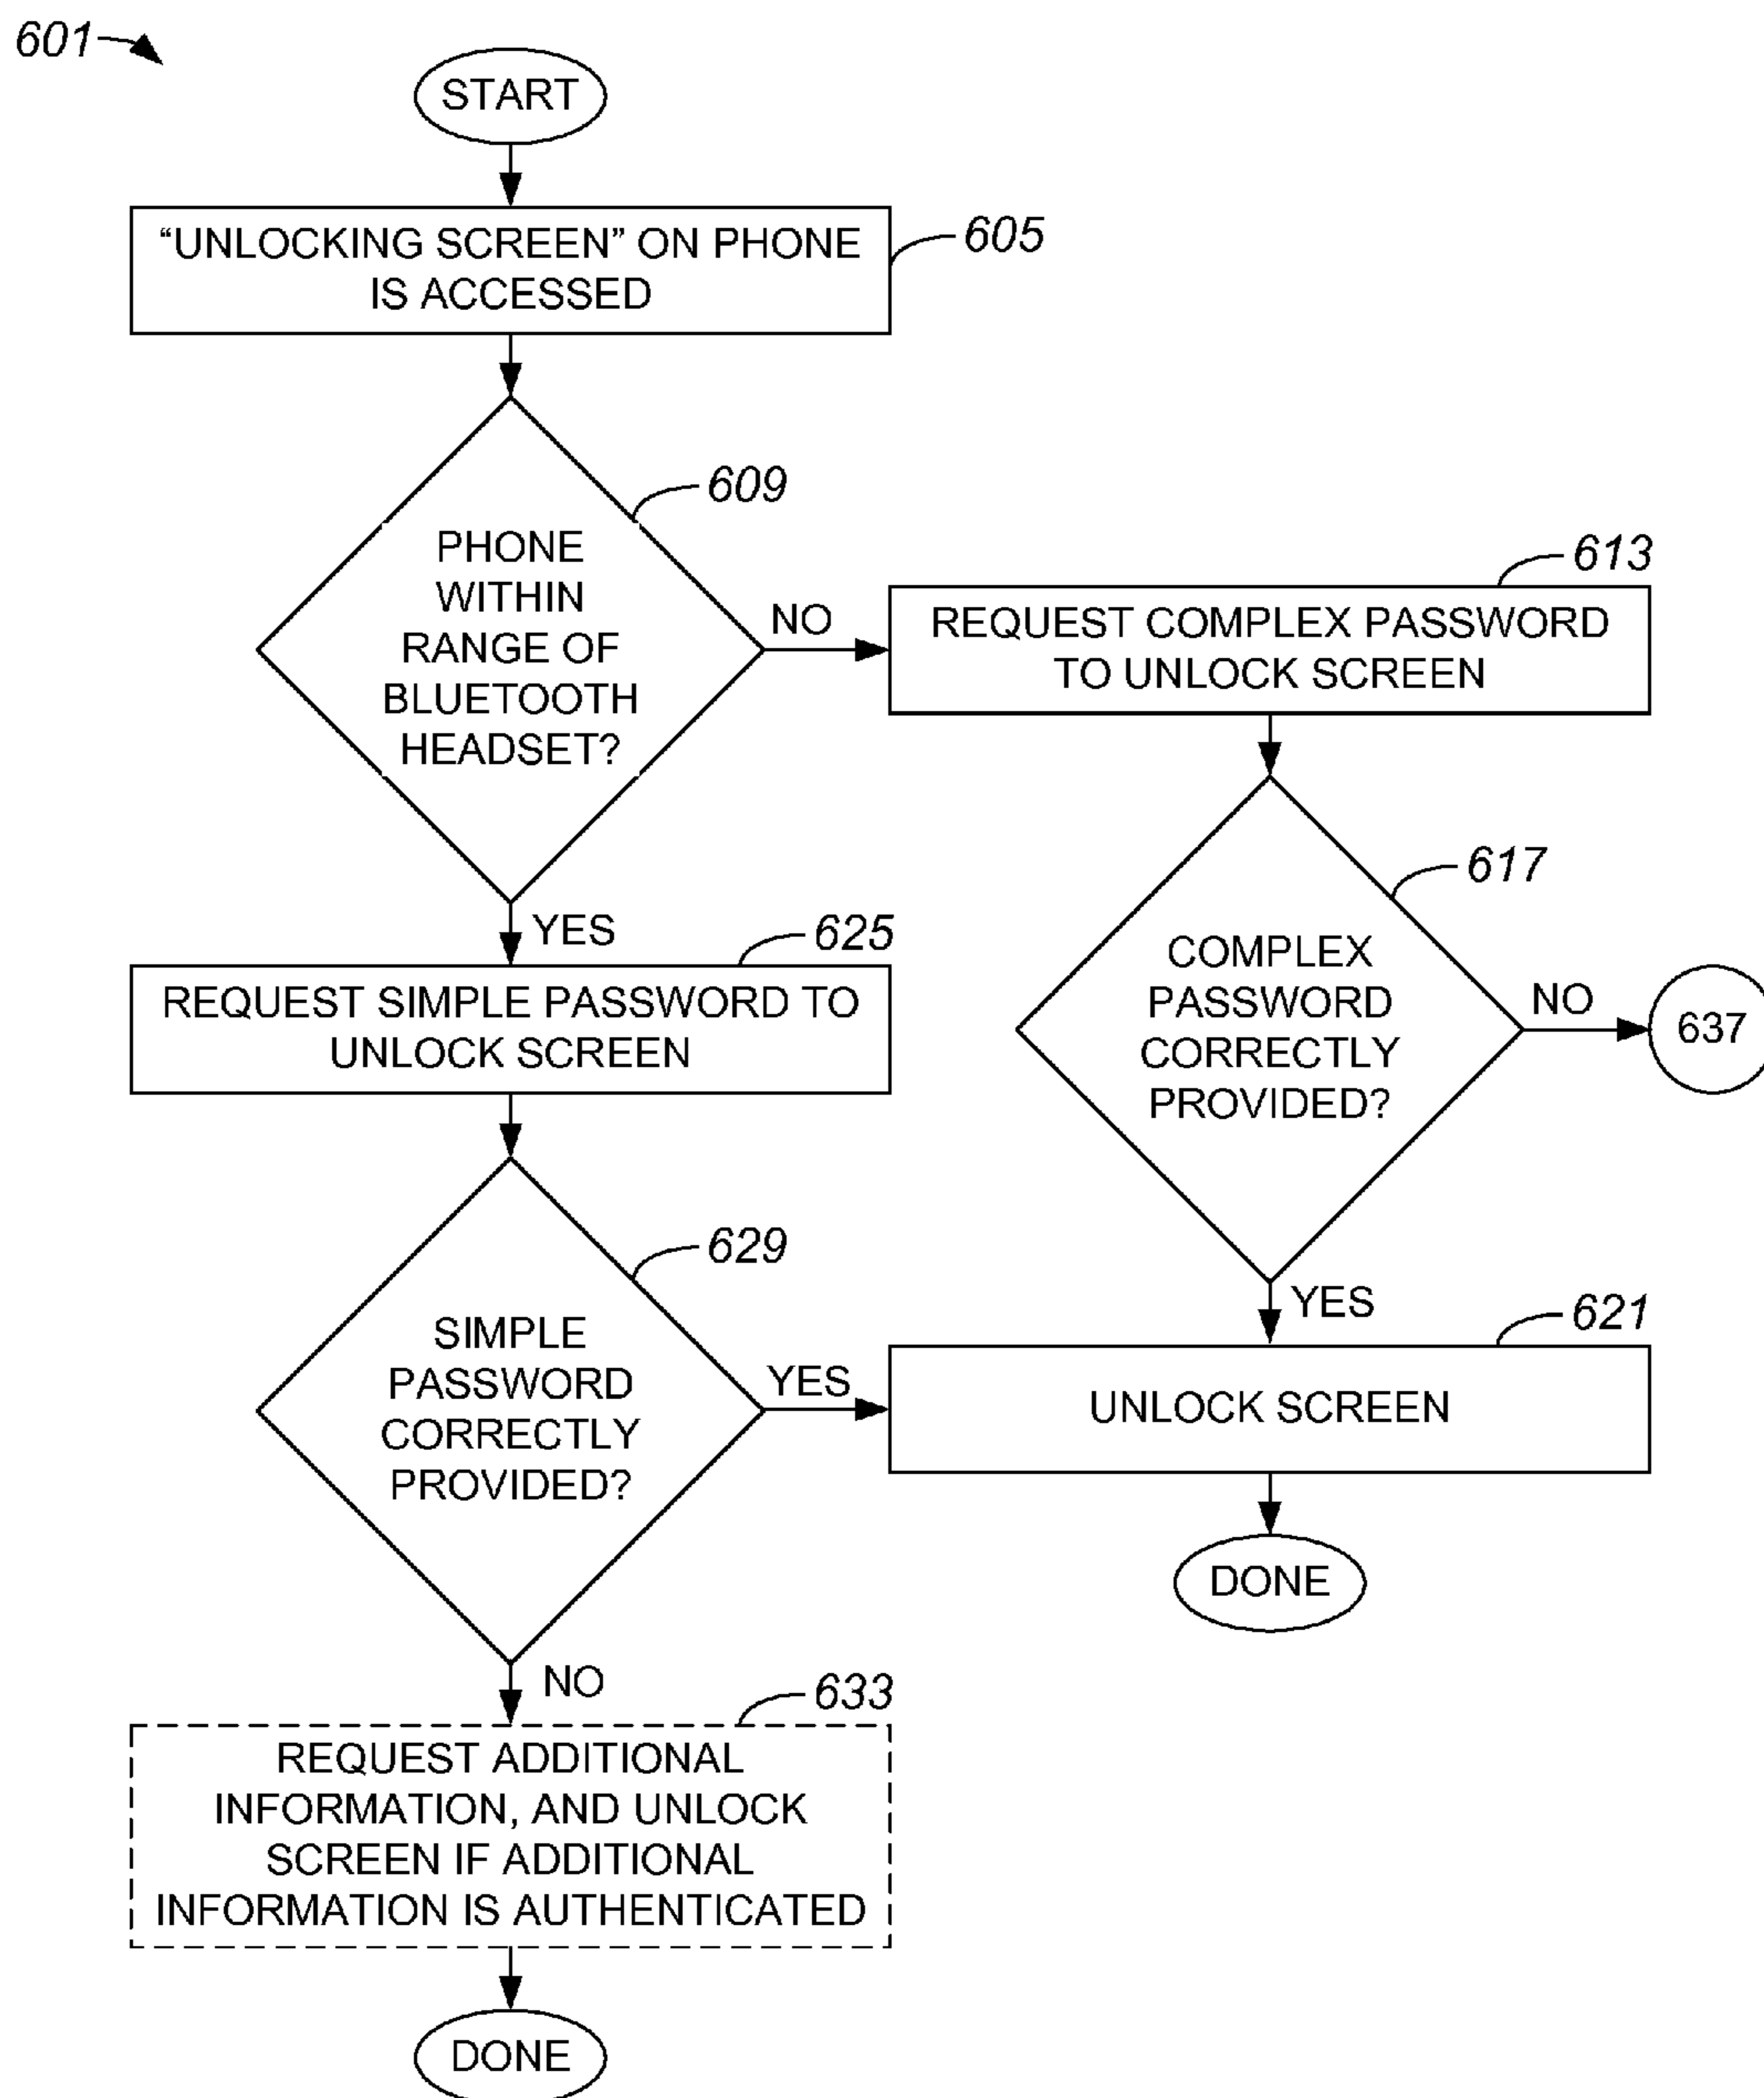 601
START
“UNLOCKING SCREEN” ON PHONE
IS ACCESSED
605
609
PHONE
WITHIN
RANGE OF
BLUETOOTH
HEADSET?
NO
613
REQUEST COMPLEX PASSWORD
TO UNLOCK SCREEN
617
COMPLEX
PASSWORD
CORRECTLY
PROVIDED?
NO
637
YES
YES
625
REQUEST SIMPLE PASSWORD TO
UNLOCK SCREEN
629
SIMPLE
PASSWORD
CORRECTLY
PROVIDED?
YES
621
UNLOCK SCREEN
DONE
NO
633
REQUEST ADDITIONAL
INFORMATION, AND UNLOCK
SCREEN IF ADDITIONAL
INFORMATION IS AUTHENTICATED
DONE